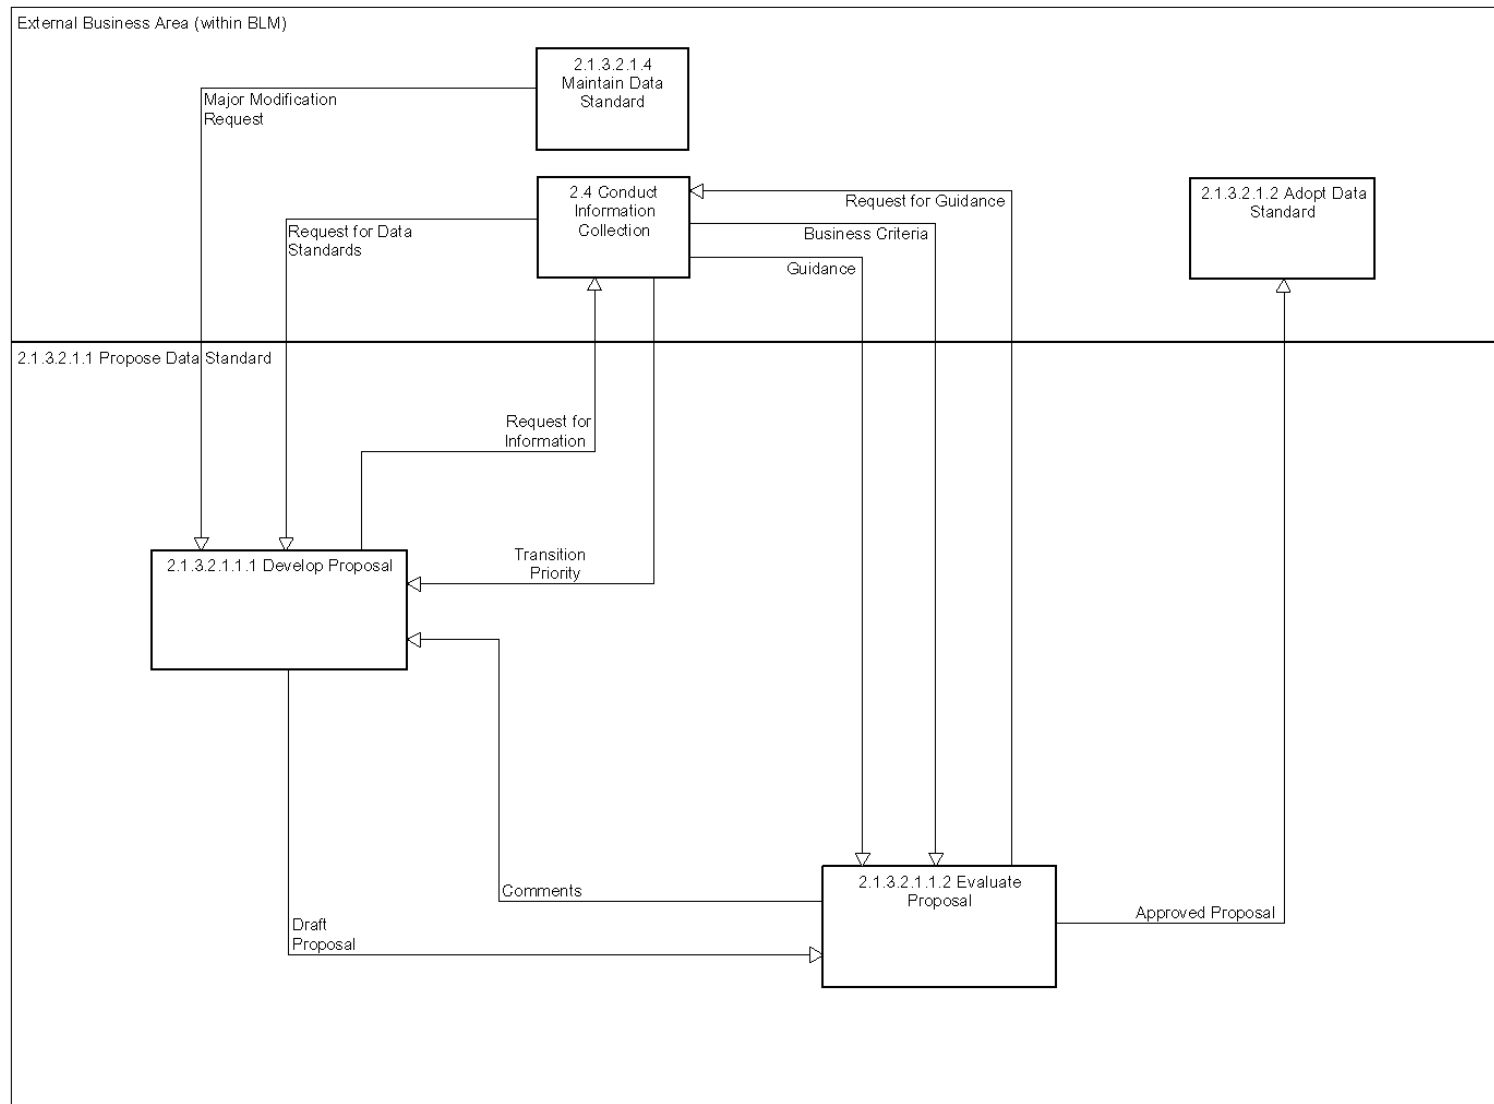 External Business Area (within BLM)
2.1.3.2.1.4
Maintain Data
Standard
Major Modification
Request
2.4 Conduct
Information
Collection
Request for Guidance
2.1.3.2.1.2 Adopt Data
Standard
Request for Data
Standards
Business Criteria
Guidance
2.1.3.2.1.1 Propose Data Standard
Request for
Information
Transition
Priority
2.1.3.2.1.1.1 Develop Proposal
2.1.3.2.1.1.2 Evaluate
Proposal
Comments
Approved Proposal
Draft
Proposal